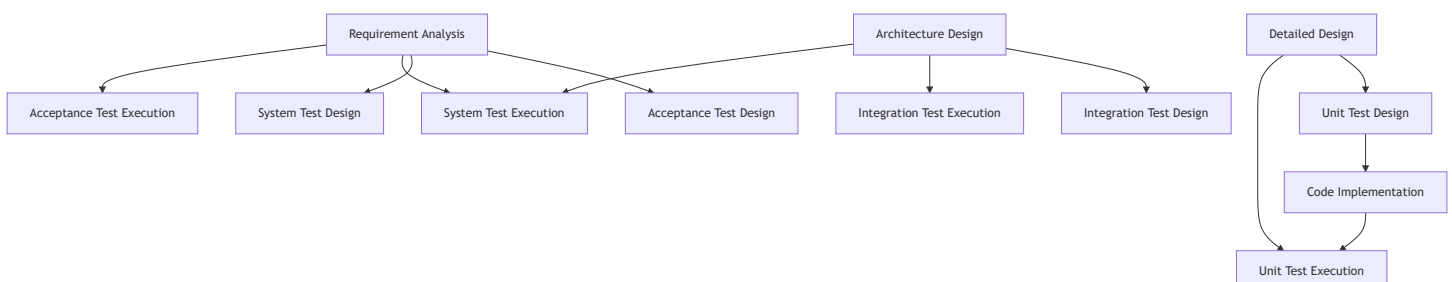 Requirement Analysis
Architecture Design
Detailed Design
Acceptance Test Execution
System Test Design
System Test Execution
Acceptance Test Design
Integration Test Execution
Integration Test Design
Unit Test Design
Code Implementation
Unit Test Execution